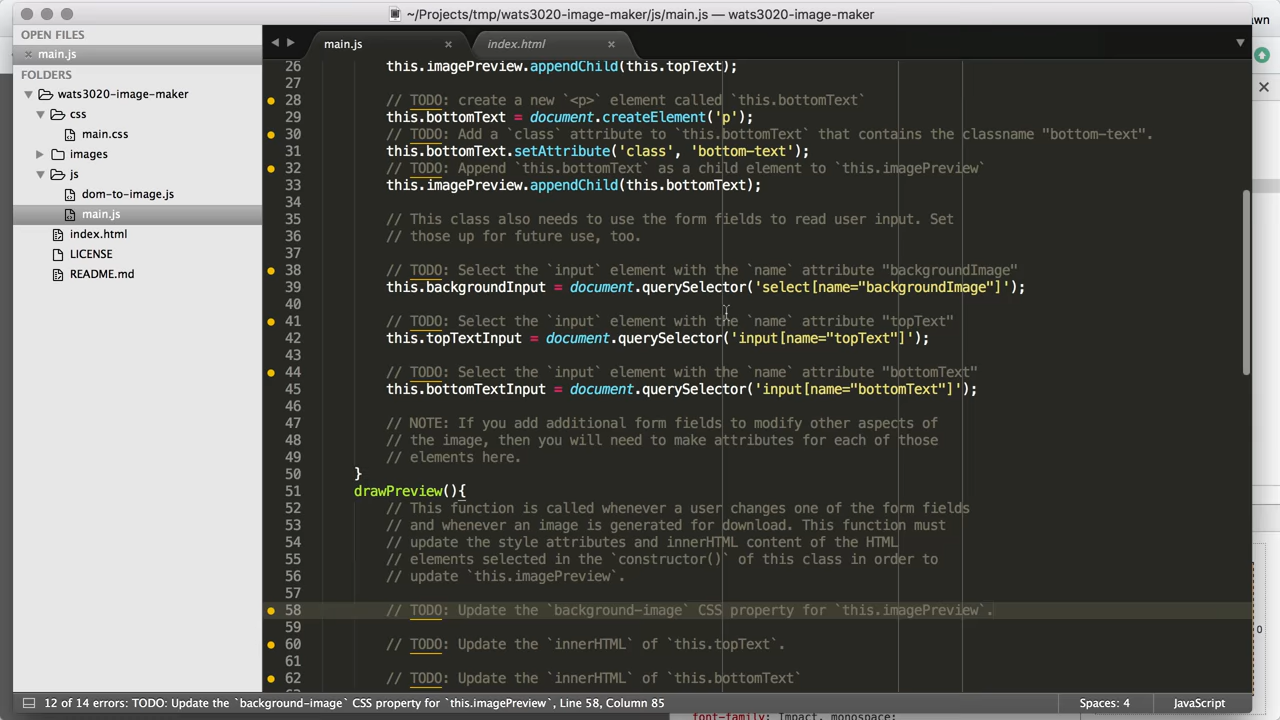 ~/Projects/tmp/wats3020-image-maker/js/main.js — wats3020-image-maker
awn
OPEN FILES
main.js
FOLDERS
wats3020-image-maker
css
main.css
images
js
dom-to-image.js
main.js
index.html
LICENSE
README.md
main.js
index.html
26 this.imagePreview.appendChild(this.topText);
27
28 // TODO: create a new `<p>` element called `this.bottomText`
29 this.bottomText = document.createElement('p');
30 // TODO: Add a `class` attribute to `this.bottomText` that contains the classname "bottom-text".
31 this.bottomText.setAttribute('class', 'bottom-text');
32 // TODO: Append `this.bottomText` as a child element to `this.imagePreview`
33 this.imagePreview.appendChild(this.bottomText);
34
35 // This class also needs to use the form fields to read user input. Set
36 // those up for future use, too.
37
38 // TODO: Select the `input` element with the `name` attribute "backgroundImage"
39 this.backgroundInput = document.querySelector('select[name="backgroundImage"]');
40
41 // TODO: Select the `input` element with the `name` attribute "topText"
42 this.topTextInput = document.querySelector('input[name="topText"]');
43
44 // TODO: Select the `input` element with the `name` attribute "bottomText"
45 this.bottomTextInput = document.querySelector('input[name="bottomText"]');
46
47 // NOTE: If you add additional form fields to modify other aspects of
48 // the image, then you will need to make attributes for each of those
49 // elements here.
50 }
51 drawPreview(){
52 // This function is called whenever a user changes one of the form fields
53 // and whenever an image is generated for download. This function must
54 // update the style attributes and innerHTML content of the HTML
55 // elements selected in the `constructor()` of this class in order to
56 // update `this.imagePreview`.
57
58 // TODO: Update the `background-image` CSS property for `this.imagePreview`.
59
60 // TODO: Update the `innerHTML` of `this.topText`.
61
62 // TODO: Update the `innerHTML` of `this.bottomText`
0
12 of 14 errors: TODO: Update the `background-image` CSS property for `this.imagePreview`, Line 58, Column 85
Spaces: 4
JavaScript
font-family: Impact, monospace;